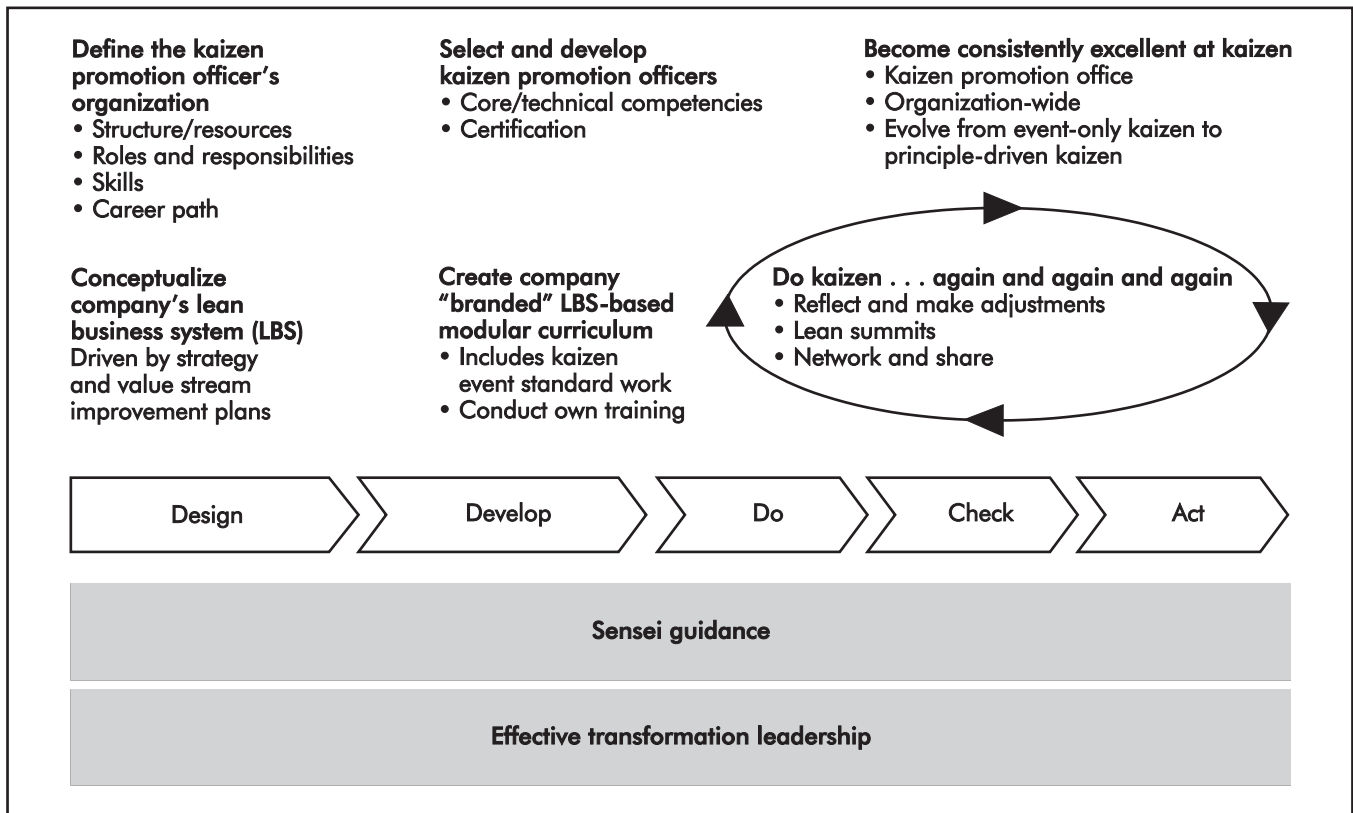 Define the kaizen
promotion officer's
organization
• Structure/resources
• Roles and responsibilities
• Skills
• Career path
Select and develop
kaizen promotion officers
• Core/technical competencies
• Certification
Become consistently excellent at kaizen
• Kaizen promotion office
• Organization-wide
• Evolve from event-only kaizen to
principle-driven kaizen
Conceptualize
company's lean
business system (LBS)
Driven by strategy
and value stream
improvement plans
Create company
“branded” LBS-based
modular curriculum
• Includes kaizen
event standard work
• Conduct own training
Do kaizen . . . again and again and again
• Reflect and make adjustments
• Lean summits
• Network and share
Design
Develop
Do
Check
Act
Sensei guidance
Effective transformation leadership